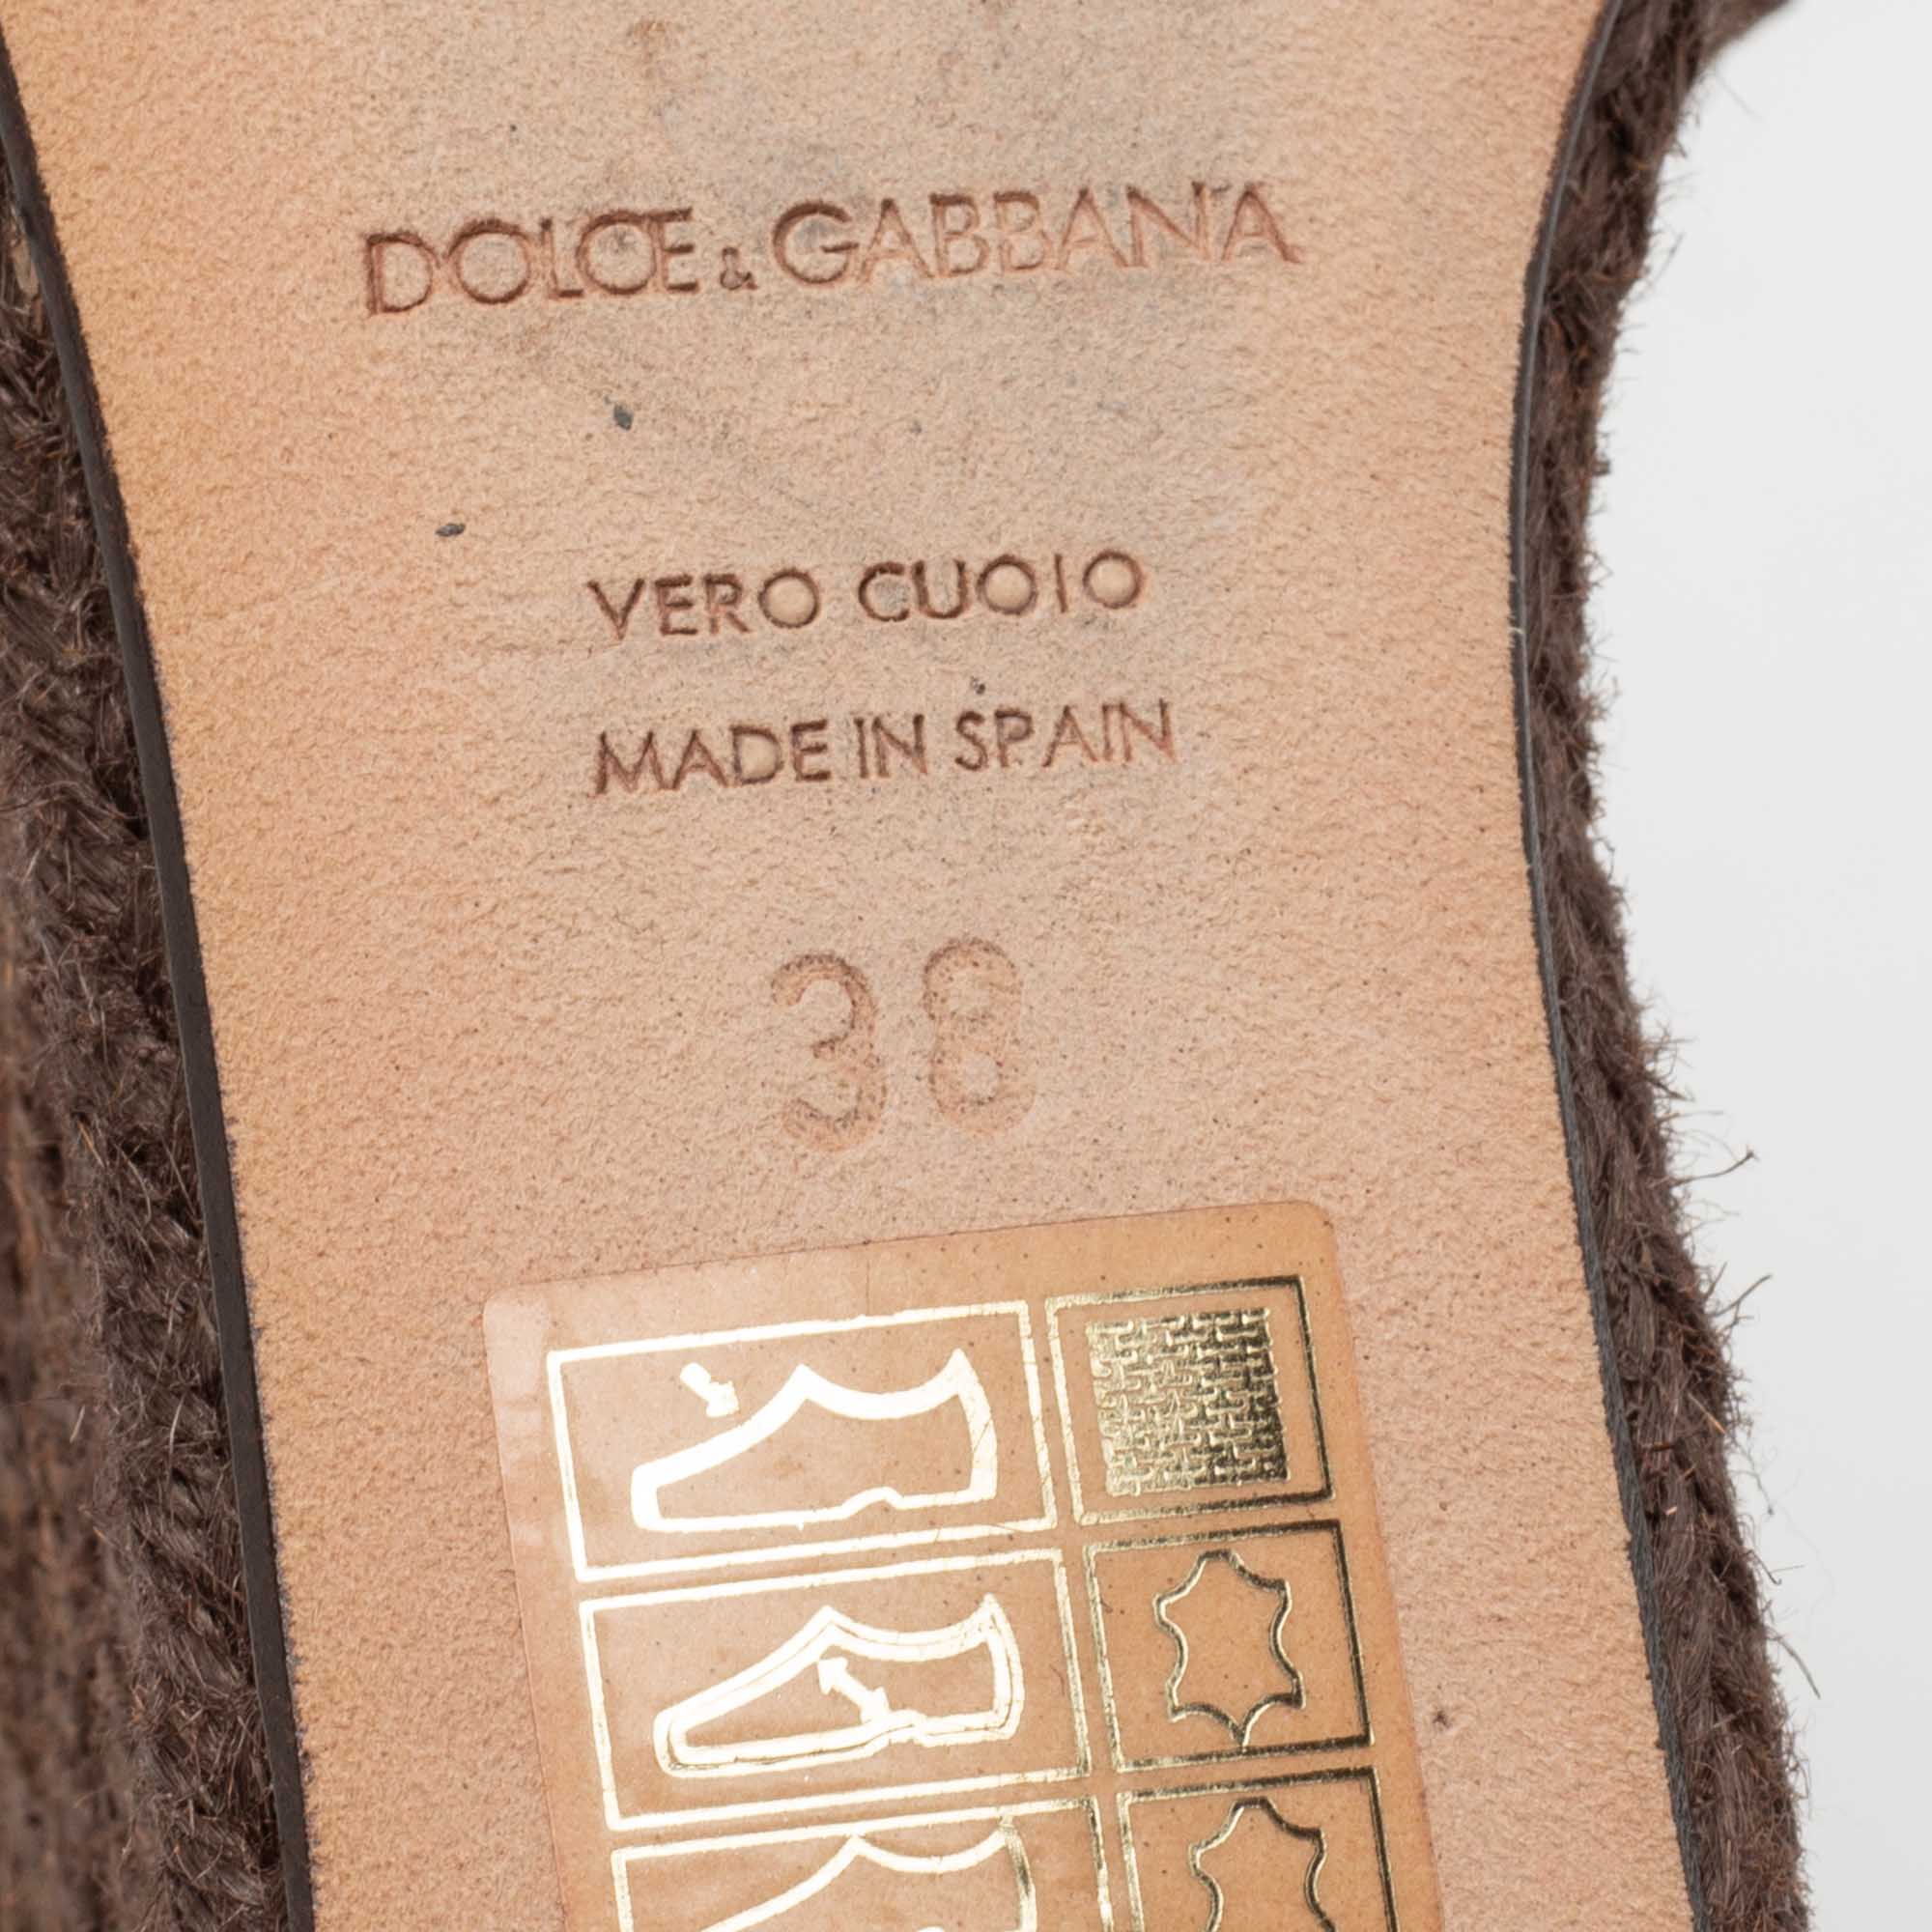 DOLCE & GABBANA
VERO CUOIO
MADE IN SPAIN
38